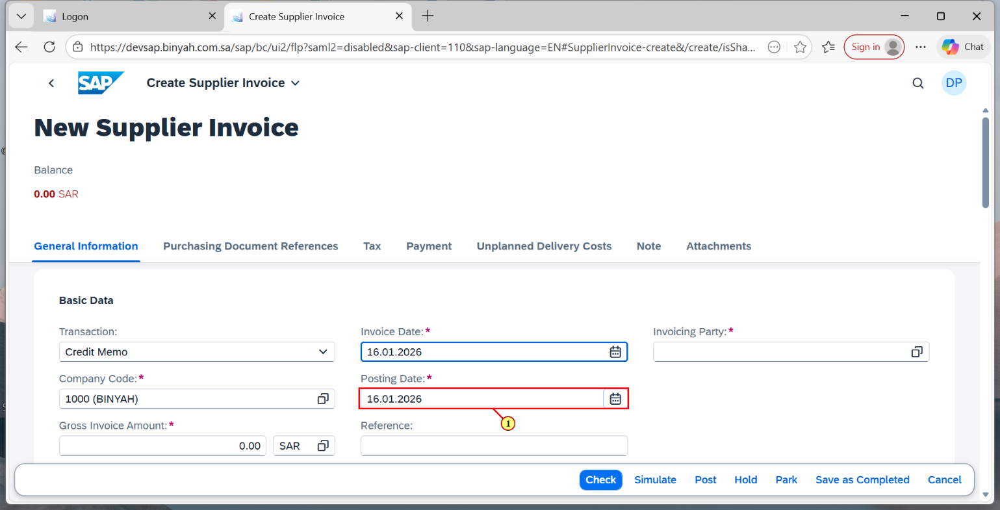 Logon
Create Supplier Invoice
https://devsap.binyah.com.sa/sap/bc/ui2/flp?saml2=disabled&sap-client=110&sap-language=EN#SupplierInvoice-create&/create/isSha...
Sign in
Chat
SAP
Create Supplier Invoice
DP
New Supplier Invoice
Balance
0.00 SAR
General Information Purchasing Document References Tax Payment Unplanned Delivery Costs Note Attachments
Basic Data
Transaction: Invoice Date:* Invoicing Party:*
Credit Memo 16.01.2026
Company Code:* Posting Date:*
1000 (BINYAH) 16.01.2026
1
Gross Invoice Amount:* Reference:
0.00 SAR
Check Simulate Post Hold Park Save as Completed Cancel